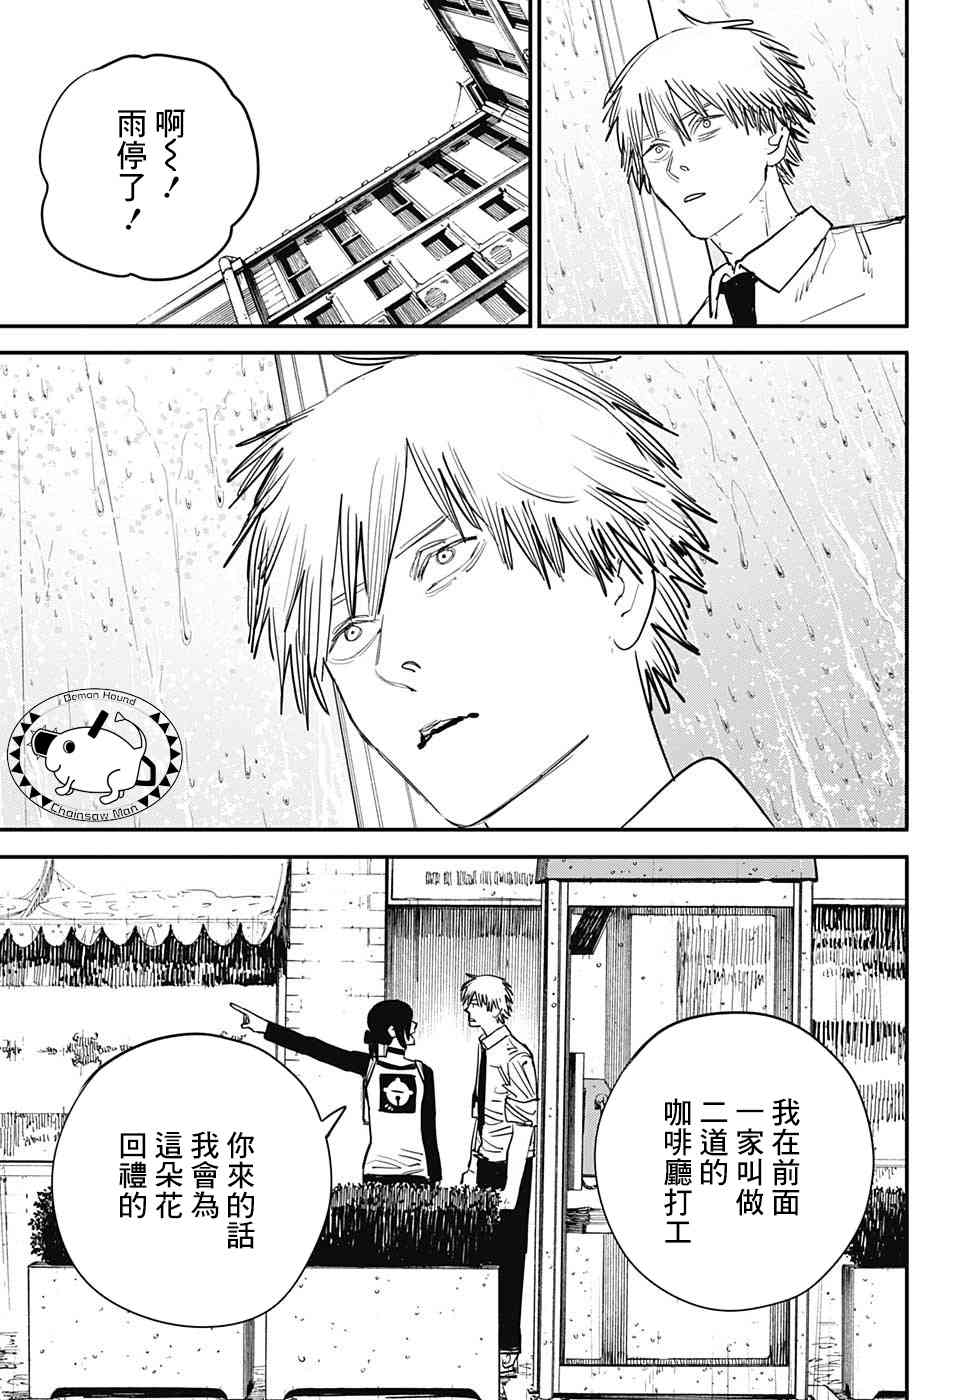 啊～！
雨停了！
Demon Hound
Chainsaw Man
我在前面
一家叫做
二道的
咖啡廳打工
你來的話
我會為
這朵花
回禮的